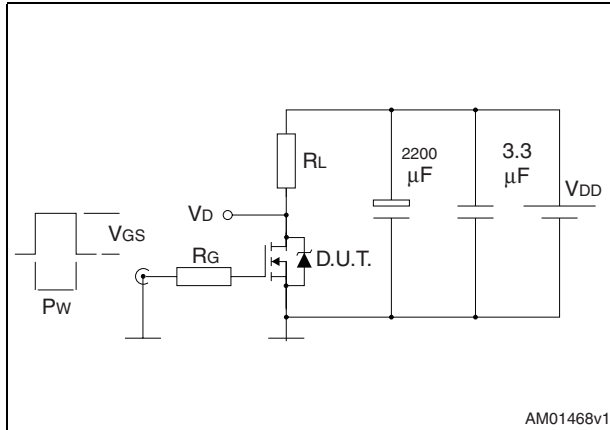 RL
2200
μF
3.3
μF
VDD
VD
VGS
RG
D.U.T.
PW
AM01468v1